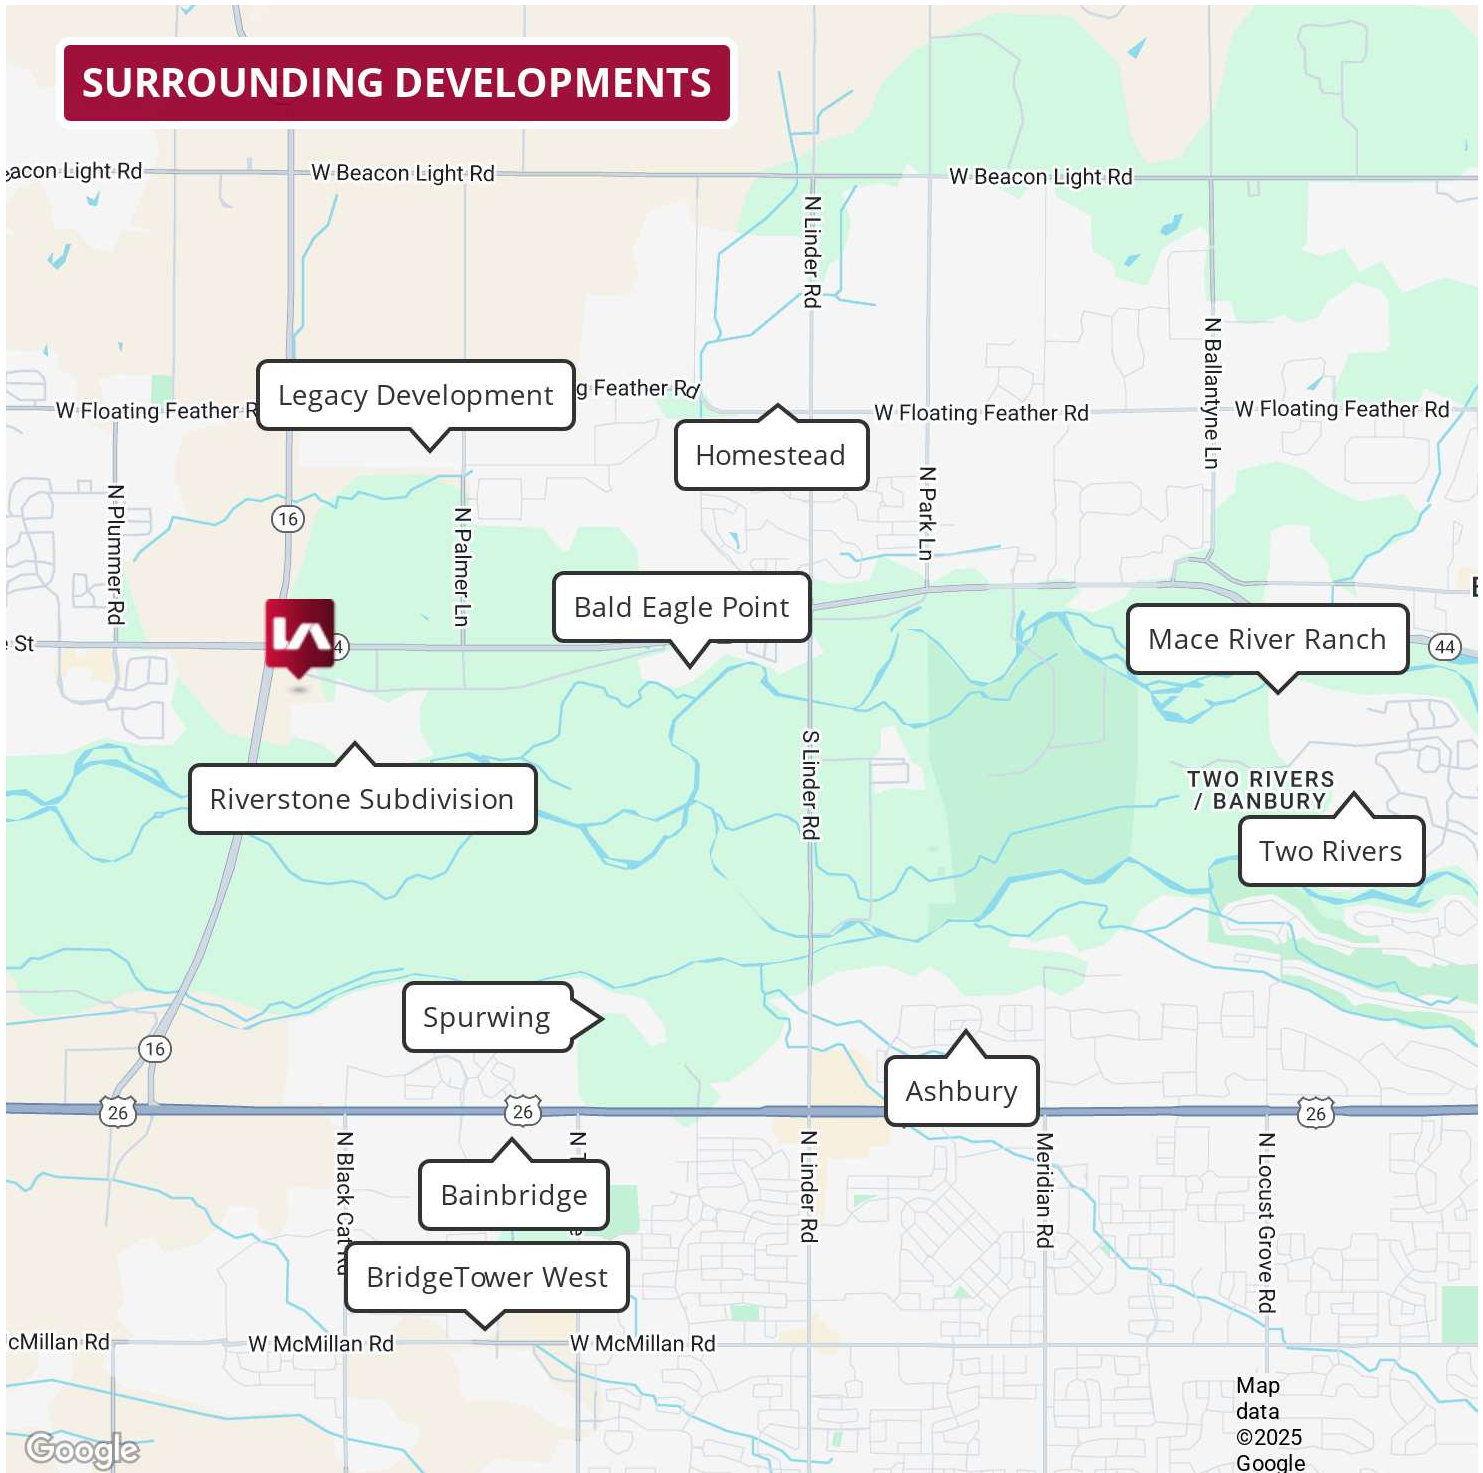 SURROUNDING DEVELOPMENTS
acon Light Rd
W Beacon Light Rd
W Beacon Light Rd
N Linder Rd
N Ballantyne Ln
Legacy Development
g Feather Rd
W Floating Feather R
W Floating Feather Rd
W Floating Feather Rd
Homestead
N Plummer Rd
16
N Palmer Ln
N Park Ln
Bald Eagle Point
Mace River Ranch
St
LA
4
44
Riverstone Subdivision
S Linder Rd
TWO RIVERS
/ BANBURY
Two Rivers
Spurwing
16
Ashbury
26
26
26
N Black Cat Rd
N T
e
N Linder Rd
Meridian Rd
N Locust Grove Rd
Bainbridge
BridgeTower West
cMillan Rd
W McMillan Rd
W McMillan Rd
Map
data
©2025
Google
Google